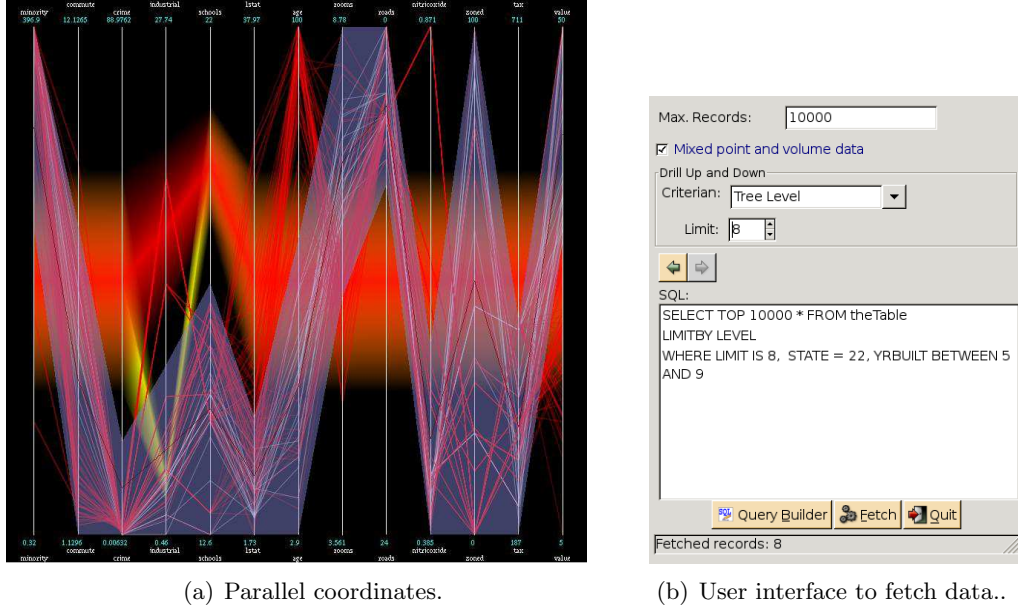 minority commute crime industrial schools lstat age rooms roads nitricoxide zoned tax value
396.9 12.1265 88.9762 27.74 22 37.97 100 8.78 0 0.871 100 711 50
0.32 1.1296 0.00632 0.46 12.6 1.73 2.9 3.561 24 0.385 0 187 5
minority commute crime industrial schools lstat age rooms roads nitricoxide zoned tax value
(a) Parallel coordinates.
Max. Records: 10000
Mixed point and volume data
Drill Up and Down
Criterian: Tree Level
Limit: 8
SQL:
SELECT TOP 10000 * FROM theTable
LIMITBY LEVEL
WHERE LIMIT IS 8, STATE = 22, YRBUILT BETWEEN 5
AND 9
SQL Query Builder Fetch Quit
Fetched records: 8
(b) User interface to fetch data..